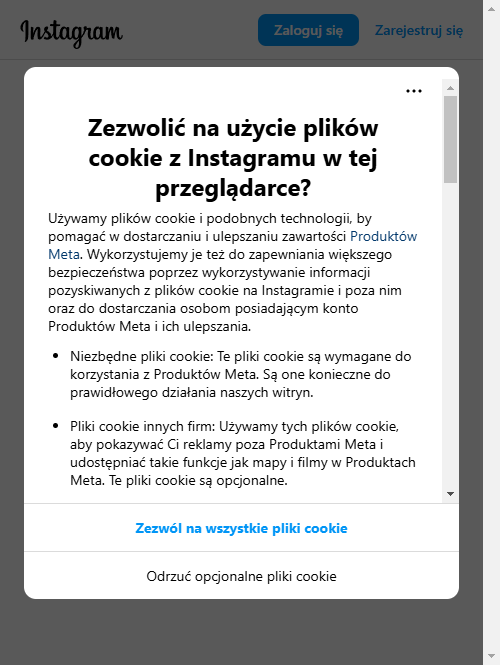 Instagram
Zaloguj się
Zarejestruj się
Zezwolić na użycie plików
cookie z Instagramu w tej
przeglądarce?
Używamy plików cookie i podobnych technologii, by
pomagać w dostarczaniu i ulepszaniu zawartości Produktów
Meta. Wykorzystujemy je też do zapewniania większego
bezpieczeństwa poprzez wykorzystywanie informacji
pozyskiwanych z plików cookie na Instagramie i poza nim
oraz do dostarczania osobom posiadającym konto
Produktów Meta i ich ulepszania.
• Niezbędne pliki cookie: Te pliki cookie są wymagane do
korzystania z Produktów Meta. Są one konieczne do
prawidłowego działania naszych witryn.
• Pliki cookie innych firm: Używamy tych plików cookie,
aby pokazywać Ci reklamy poza Produktami Meta i
udostępniać takie funkcje jak mapy i filmy w Produktach
Meta. Te pliki cookie są opcjonalne.
Zezwól na wszystkie pliki cookie
Odrzuć opcjonalne pliki cookie